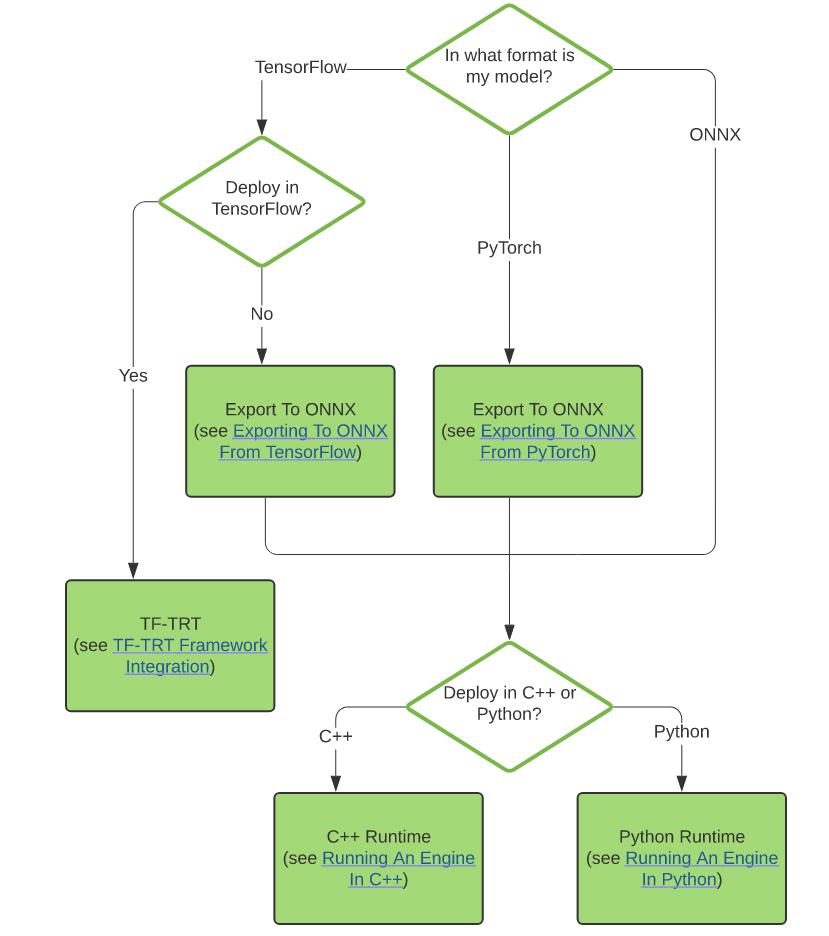 In what format is
my model?
TensorFlow
ONNX
Deploy in
TensorFlow?
PyTorch
No
Yes
Export To ONNX
(see Exporting To ONNX
From TensorFlow)
Export To ONNX
(see Exporting To ONNX
From PyTorch)
TF-TRT
(see TF-TRT Framework
Integration)
Deploy in C++ or
Python?
C++
Python
C++ Runtime
(see Running An Engine
In C++)
Python Runtime
(see Running An Engine
In Python)